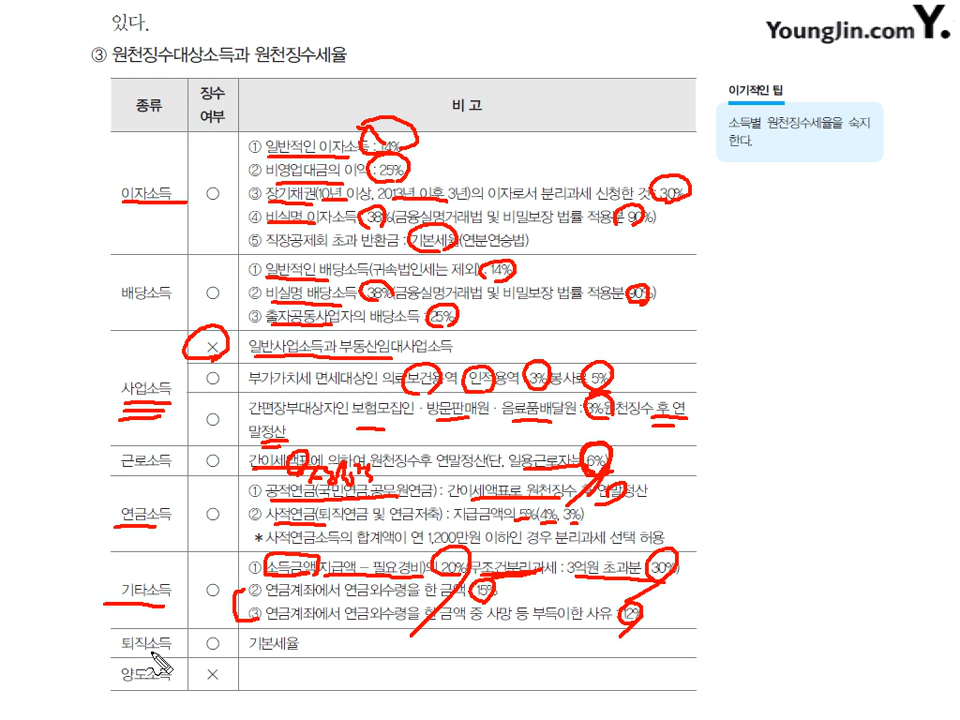 있다.
YoungJin.com Y.
③ 원천징수대상소득과 원천징수세율
종류
징수
여부
비 고
이자소득
○
① 일반적인 이자소득 : 14%
② 비영업대금의 이익 : 25%
③ 장기채권(10년 이상, 2013년 이후 3년)의 이자로서 분리과세 신청한 것 : 30%
④ 비실명 이자소득 : 38%(금융실명거래법 및 비밀보장 법률 적용분 90%)
⑤ 직장공제회 초과 반환금 : 기본세율(연분연승법)
배당소득
○
① 일반적인 배당소득(귀속법인세는 제외) : 14%
② 비실명 배당소득 : 38%(금융실명거래법 및 비밀보장 법률 적용분 90%)
③ 출자공동사업자의 배당소득 : 25%
사업소득
×
일반사업소득과 부동산임대사업소득
○
부가가치세 면세대상인 의료보건용역 · 인적용역 : 3% 봉사료 5%
○
간편장부대상자인 보험모집인 · 방문판매원 · 음료품배달원 : 3% 원천징수 후 연
말정산
근로소득
○
간이세액표에 의하여 원천징수후 연말정산(단, 일용근로자는 6%)
연금소득
○
① 공적연금(국민연금,공무원연금) : 간이세액표로 원천징수 후 연말정산
② 사적연금(퇴직연금 및 연금저축) : 지급금액의 5%(4%, 3%)
＊사적연금소득의 합계액이 연 1,200만원 이하인 경우 분리과세 선택 허용
기타소득
○
① 소득금액(지급액 – 필요경비)의 20%(무조건분리과세 : 3억원 초과분 30%)
② 연금계좌에서 연금외수령을 한 금액 : 15%
③ 연금계좌에서 연금외수령을 한 금액 중 사망 등 부득이한 사유 : 12%
퇴직소득
○
기본세율
양도소득
×
이기적인 팁
소득별 원천징수세율을 숙지
한다.